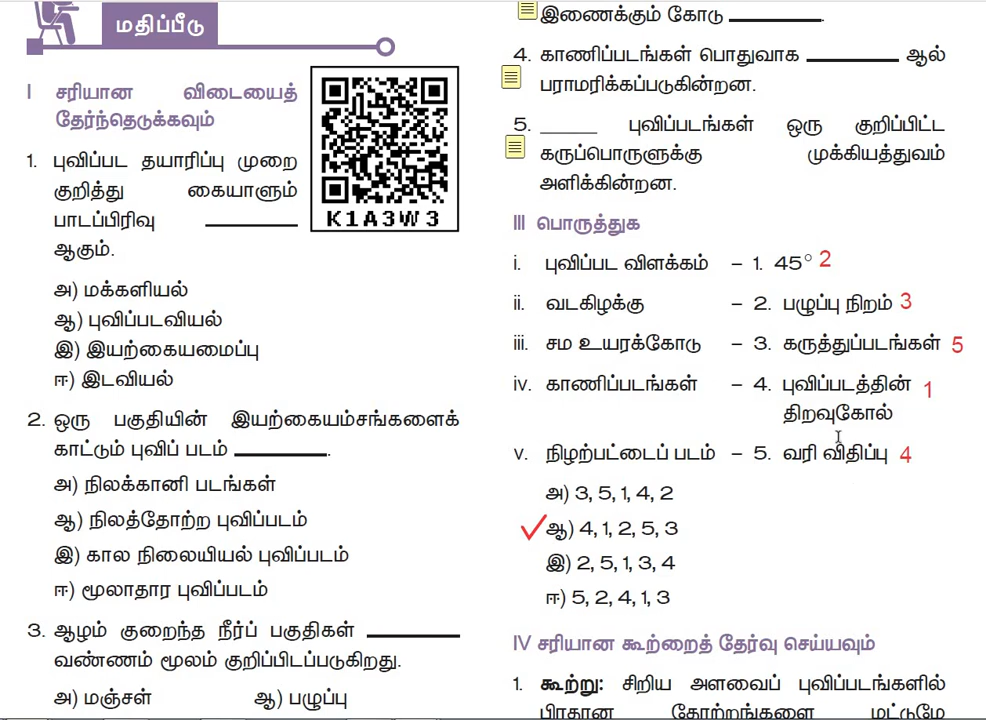 மதிப்பீடு
I சரியான விடையைத்
தேர்ந்தெடுக்கவும்
1. புவிப்பட தயாரிப்பு முறை
குறித்து கையாளும்
பாடப்பிரிவு ________
ஆகும்.
அ) மக்களியல்
ஆ) புவிப்படவியல்
இ) இயற்கையமைப்பு
ஈ) இடவியல்
K1A3W3
2. ஒரு பகுதியின் இயற்கையம்சங்களைக்
காட்டும் புவிப் படம் ________.
அ) நிலக்கானி படங்கள்
ஆ) நிலத்தோற்ற புவிப்படம்
இ) கால நிலையியல் புவிப்படம்
ஈ) மூலாதார புவிப்படம்
3. ஆழம் குறைந்த நீர்ப் பகுதிகள் ________
வண்ணம் மூலம் குறிப்பிடப்படுகிறது.
அ) மஞ்சள் ஆ) பழுப்பு
இணைக்கும் கோடு ________.
4. காணிப்படங்கள் பொதுவாக ________ ஆல்
பராமரிக்கப்படுகின்றன.
5. _____ புவிப்படங்கள் ஒரு குறிப்பிட்ட
கருப்பொருளுக்கு முக்கியத்துவம்
அளிக்கின்றன.
III பொருத்துக
i. புவிப்பட விளக்கம் – 1. 45° 2
ii. வடகிழக்கு – 2. பழுப்பு நிறம் 3
iii. சம உயரக்கோடு – 3. கருத்துப்படங்கள் 5
iv. காணிப்படங்கள் – 4. புவிப்படத்தின் 1
திறவுகோல்
v. நிழற்பட்டைப் படம் – 5. வரி விதிப்பு 4
அ) 3, 5, 1, 4, 2
ஆ) 4, 1, 2, 5, 3
இ) 2, 5, 1, 3, 4
ஈ) 5, 2, 4, 1, 3
IV சரியான கூற்றைத் தேர்வு செய்யவும்
1. கூற்று: சிறிய அளவைப் புவிப்படங்களில்
பிரதான தோற்றங்களை மட்டுமே